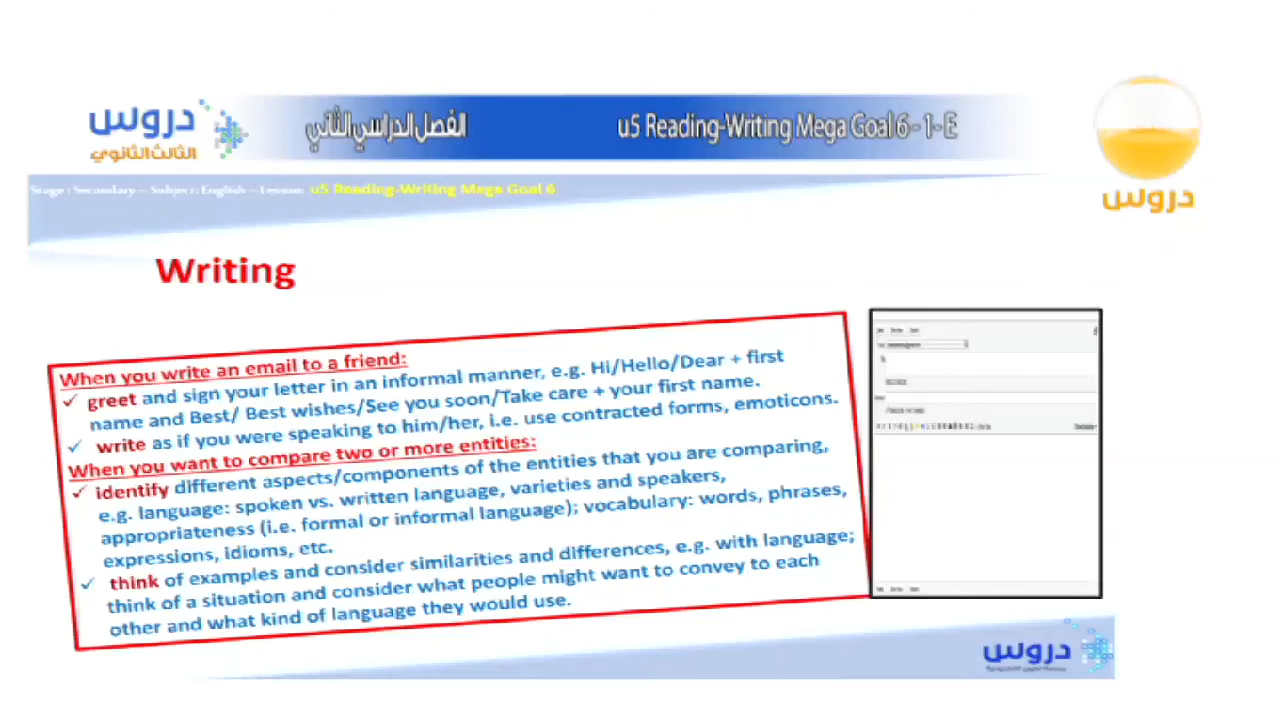 دروس
الثالث الثانوي
الفصل الدراسي الثاني
u5 Reading-Writing Mega Goal 6 - 1 - E
دروس
Stage : Secondary – Subject: English – Lesson: u5 Reading-Writing Mega Goal 6
Writing
When you write an email to a friend:
✓ greet and sign your letter in an informal manner, e.g. Hi/Hello/Dear + first
name and Best/ Best wishes/See you soon/Take care + your first name.
✓ write as if you were speaking to him/her, i.e. use contracted forms, emoticons.
When you want to compare two or more entities:
✓ identify different aspects/components of the entities that you are comparing,
e.g. language: spoken vs. written language, varieties and speakers,
appropriateness (i.e. formal or informal language); vocabulary: words, phrases,
expressions, idioms, etc.
✓ think of examples and consider similarities and differences, e.g. with language;
think of a situation and consider what people might want to convey to each
other and what kind of language they would use.
دروس